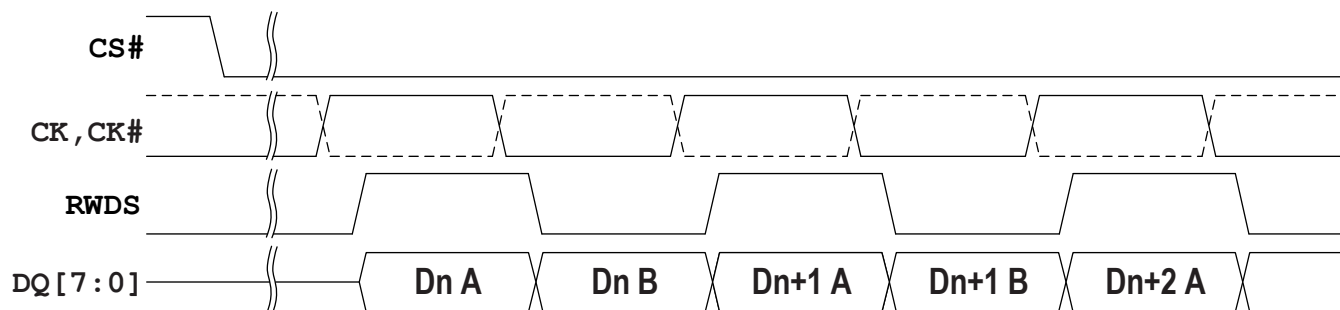 CS#
CK,CK#
RWDS
DQ[7:0]
Dn A Dn B Dn+1 A Dn+1 B Dn+2 A